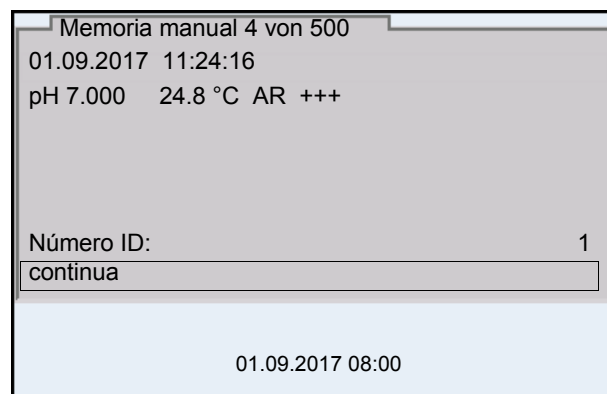 Memoria manual 4 von 500
01.09.2017 11:24:16
pH 7.000 24.8 °C AR +++
Número ID: 1
continua
01.09.2017 08:00